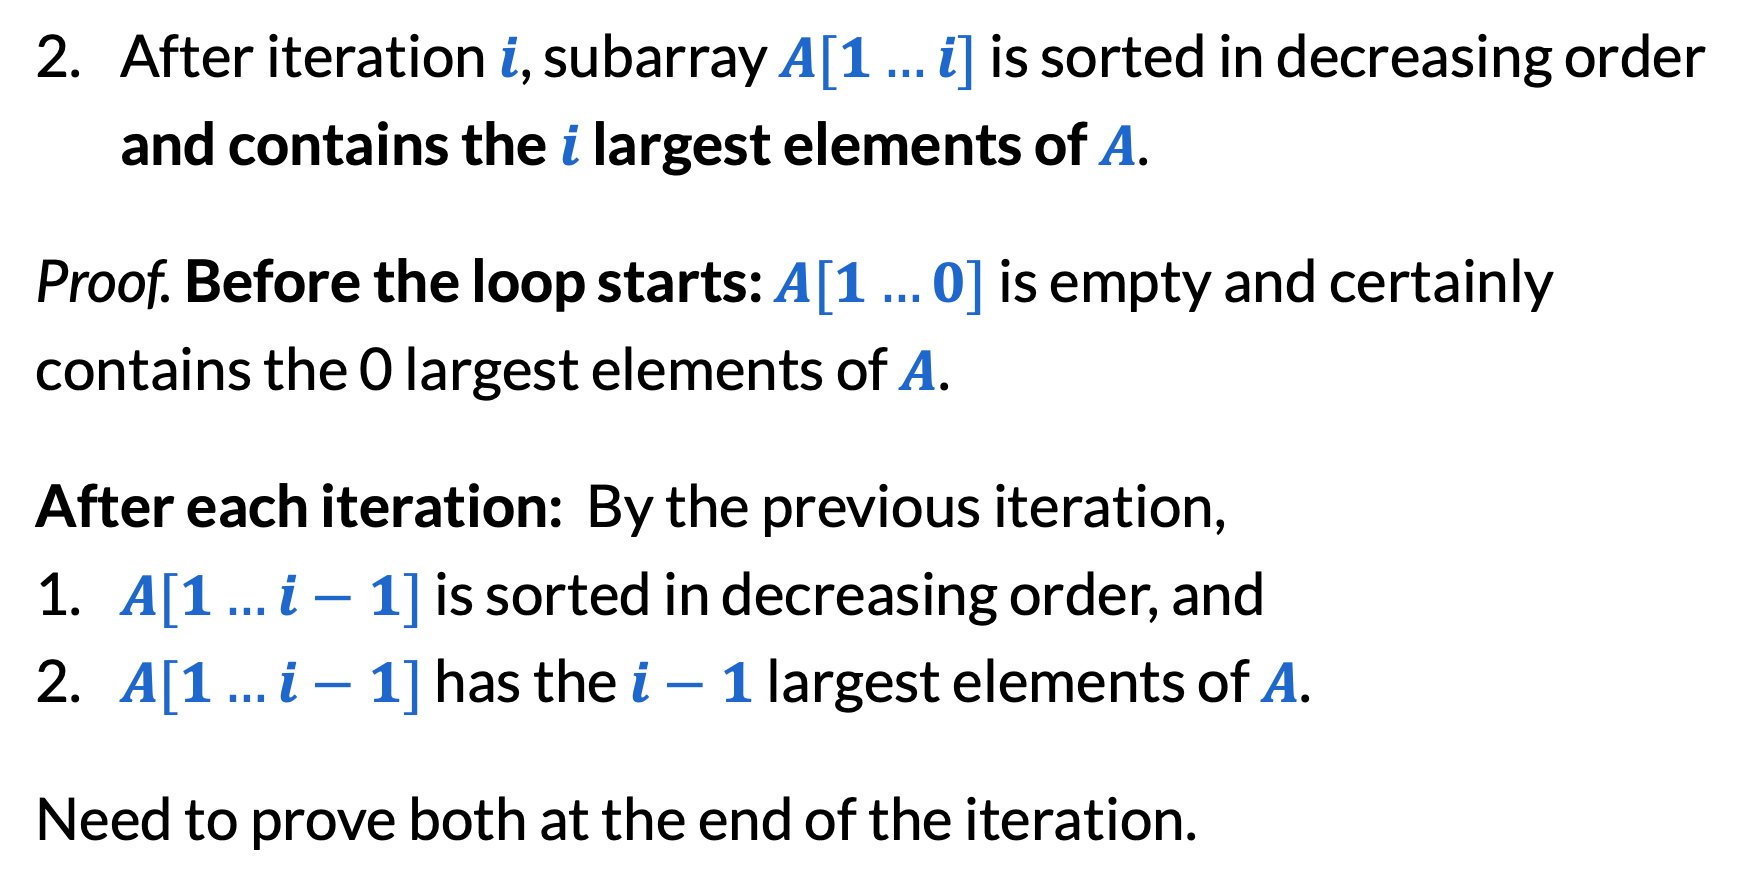 2. After iteration i, subarray A[1 ... i] is sorted in decreasing order
and contains the i largest elements of A.
Proof. Before the loop starts: A[1 ... 0] is empty and certainly
contains the 0 largest elements of A.
After each iteration: By the previous iteration,
1. A[1 ... i − 1] is sorted in decreasing order, and
2. A[1 ... i − 1] has the i − 1 largest elements of A.
Need to prove both at the end of the iteration.